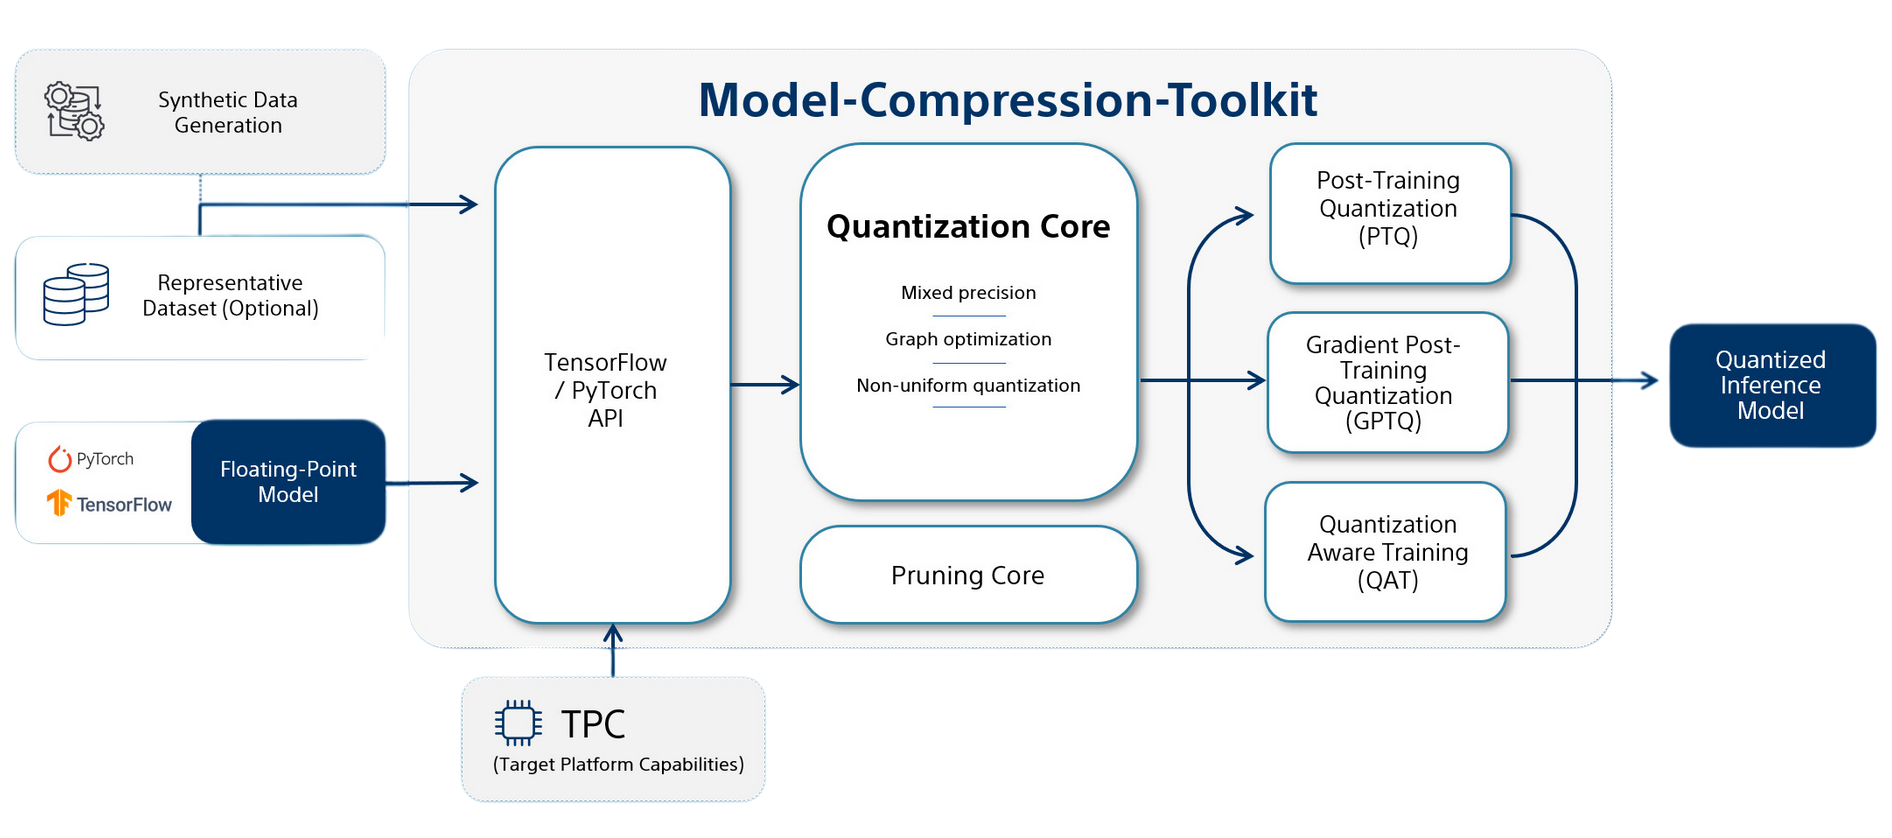 Model-Compression-Toolkit
Synthetic Data
Generation
Representative
Dataset (Optional)
PyTorch
TensorFlow
Floating-Point
Model
TensorFlow
/ PyTorch
API
TPC
(Target Platform Capabilities)
Quantization Core
Mixed precision
Graph optimization
Non-uniform quantization
Pruning Core
Post-Training
Quantization
(PTQ)
Gradient Post-
Training
Quantization
(GPTQ)
Quantization
Aware Training
(QAT)
Quantized
Inference
Model